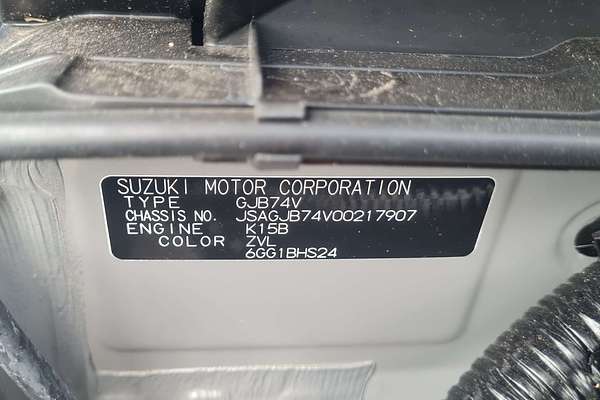 SUZUKI MOTOR CORPORATION
TYPE GJB74V
CHASSIS NO. JSAGJB74V00217907
ENGINE K15B
COLOR ZVL
6GG1BHS24